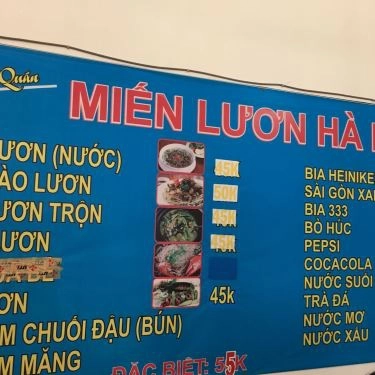 Quán
MIẾN LƯƠN HÀ
ƯƠN (NƯỚC) 45K
ÀO LƯƠN 50K
ƯƠN TRỘN 45K
ƯƠN 45K
ƠN 45k
M CHUỐI ĐẬU (BÚN)
M MĂNG
ĐẶC BIỆT: 55K
BIA HEINIKE
SÀI GÒN XA
BIA 333
BÒ HÚC
PEPSI
COCACOLA
NƯỚC SUỐI
TRÀ ĐÁ
NƯỚC MƠ
NƯỚC XẤU